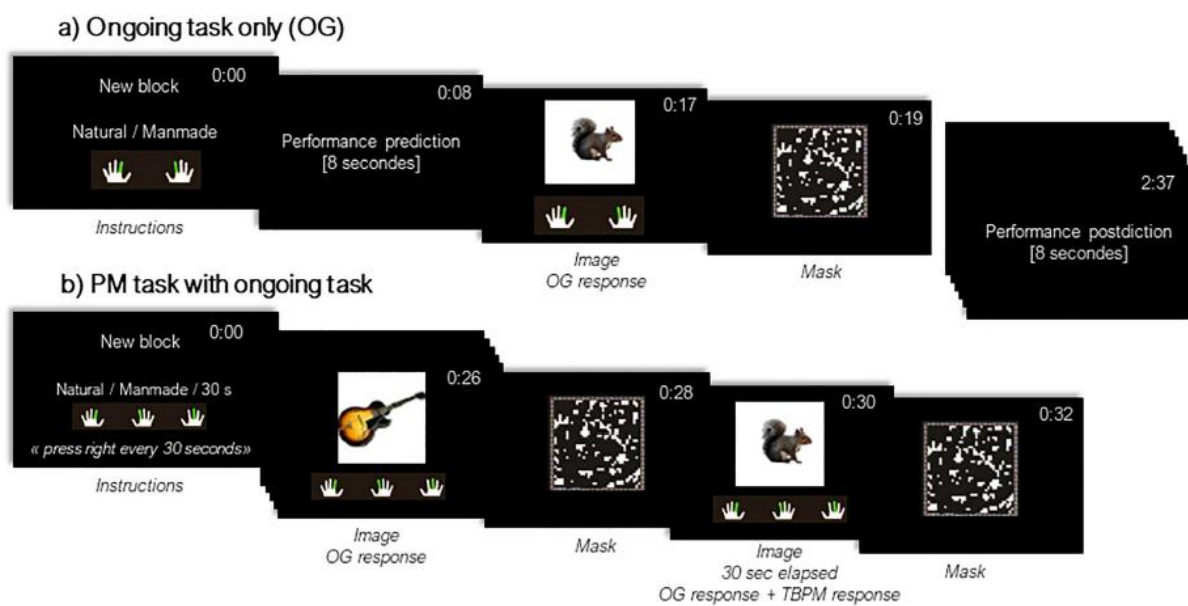 a) Ongoing task only (OG)
0:00
New block
Natural / Manmade
Instructions
0:08
Performance prediction
[8 secondes]
0:17
Image
OG response
0:19
Mask
2:37
Performance postdiction
[8 secondes]
b) PM task with ongoing task
0:00
New block
Natural / Manmade / 30 s
« press right every 30 seconds»
Instructions
0:26
Image
OG response
0:28
Mask
0:30
Image
30 sec elapsed
OG response + TBPM response
0:32
Mask